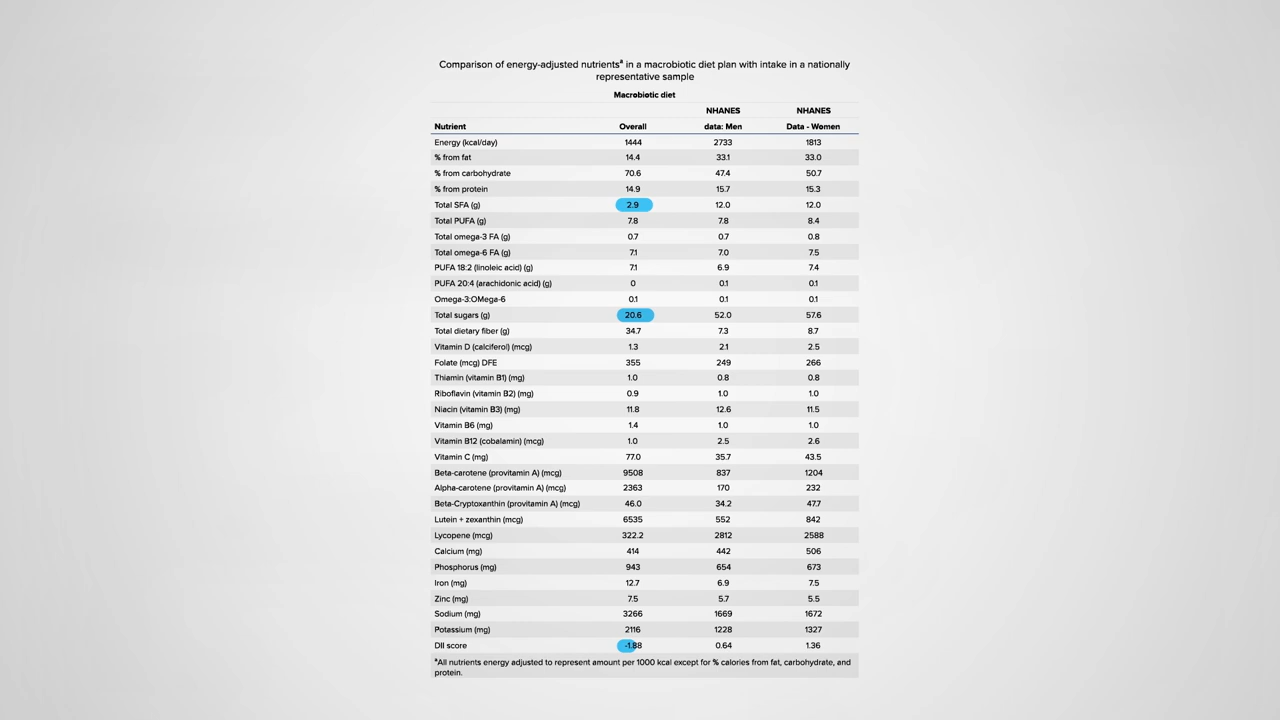 Comparison of energy-adjusted nutrientsª in a macrobiotic diet plan with intake in a nationally
representative sample
Macrobiotic diet
NHANES NHANES
Nutrient Overall data: Men Data - Women
Energy (kcal/day) 1444 2733 1813
% from fat 14.4 33.1 33.0
% from carbohydrate 70.6 47.4 50.7
% from protein 14.9 15.7 15.3
Total SFA (g) 2.9 12.0 12.0
Total PUFA (g) 7.8 7.8 8.4
Total omega-3 FA (g) 0.7 0.7 0.8
Total omega-6 FA (g) 7.1 7.0 7.5
PUFA 18:2 (linoleic acid) (g) 7.1 6.9 7.4
PUFA 20:4 (arachidonic acid) (g) 0 0.1 0.1
Omega-3:OMega-6 0.1 0.1 0.1
Total sugars (g) 20.6 52.0 57.6
Total dietary fiber (g) 34.7 7.3 8.7
Vitamin D (calciferol) (mcg) 1.3 2.1 2.5
Folate (mcg) DFE 355 249 266
Thiamin (vitamin B1) (mg) 1.0 0.8 0.8
Riboflavin (vitamin B2) (mg) 0.9 1.0 1.0
Niacin (vitamin B3) (mg) 11.8 12.6 11.5
Vitamin B6 (mg) 1.4 1.0 1.0
Vitamin B12 (cobalamin) (mcg) 1.0 2.5 2.6
Vitamin C (mg) 77.0 35.7 43.5
Beta-carotene (provitamin A) (mcg) 9508 837 1204
Alpha-carotene (provitamin A) (mcg) 2363 170 232
Beta-Cryptoxanthin (provitamin A) (mcg) 46.0 34.2 47.7
Lutein + zexanthin (mcg) 6535 552 842
Lycopene (mcg) 322.2 2812 2588
Calcium (mg) 414 442 506
Phosphorus (mg) 943 654 673
Iron (mg) 12.7 6.9 7.5
Zinc (mg) 7.5 5.7 5.5
Sodium (mg) 3266 1669 1672
Potassium (mg) 2116 1228 1327
DII score -1.88 0.64 1.36
ªAll nutrients energy adjusted to represent amount per 1000 kcal except for % calories from fat, carbohydrate, and
protein.